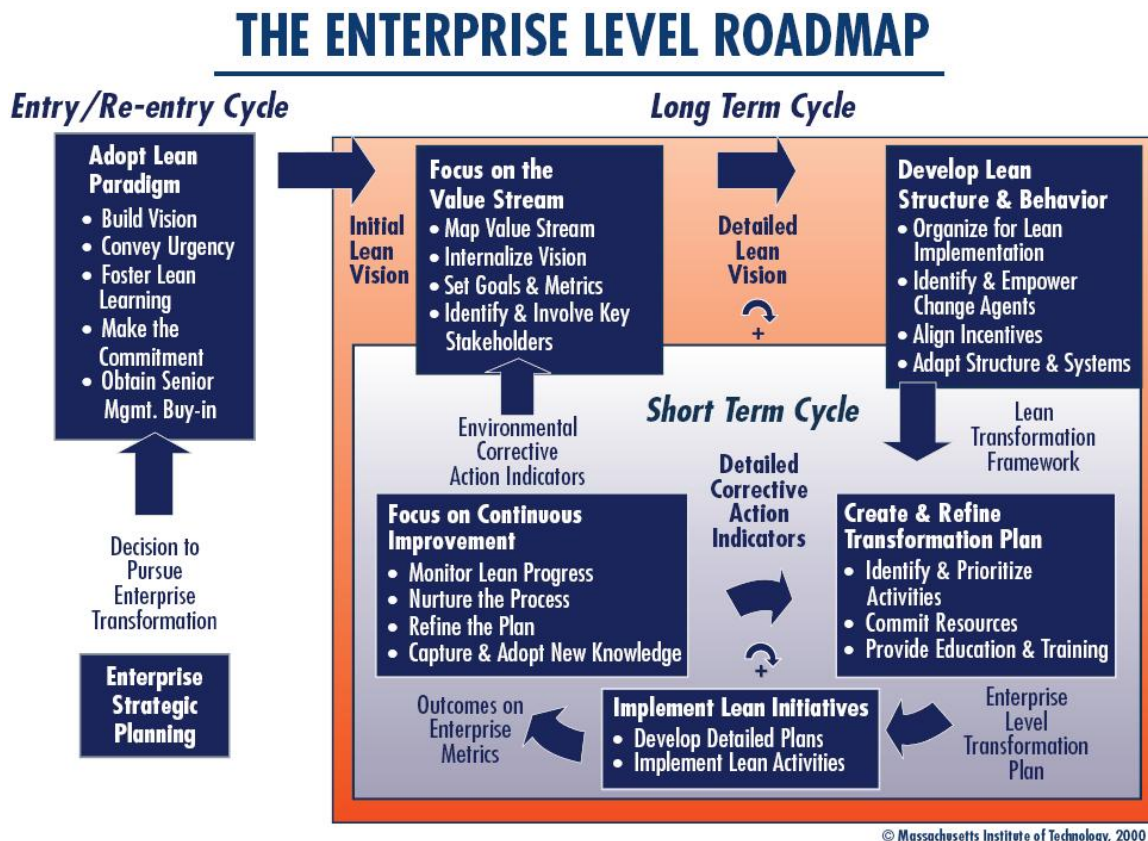 THE ENTERPRISE LEVEL ROADMAP
Entry/Re-entry Cycle
Long Term Cycle
Adopt Lean
Paradigm
• Build Vision
• Convey Urgency
• Foster Lean
Learning
• Make the
Commitment
• Obtain Senior
Mgmt. Buy-in
Initial
Lean
Vision
Focus on the
Value Stream
• Map Value Stream
• Internalize Vision
• Set Goals & Metrics
• Identify & Involve Key
Stakeholders
Detailed
Lean
Vision
+
Develop Lean
Structure & Behavior
• Organize for Lean
Implementation
• Identify & Empower
Change Agents
• Align Incentives
• Adapt Structure & Systems
Short Term Cycle
Environmental
Corrective
Action Indicators
Detailed
Corrective
Action
Indicators
Lean
Transformation
Framework
Decision to
Pursue
Enterprise
Transformation
Focus on Continuous
Improvement
• Monitor Lean Progress
• Nurture the Process
• Refine the Plan
• Capture & Adopt New Knowledge
+
Create & Refine
Transformation Plan
• Identify & Prioritize
Activities
• Commit Resources
• Provide Education & Training
Enterprise
Strategic
Planning
Outcomes on
Enterprise
Metrics
Implement Lean Initiatives
• Develop Detailed Plans
• Implement Lean Activities
Enterprise
Level
Transformation
Plan
© Massachusetts Institute of Technology, 2000